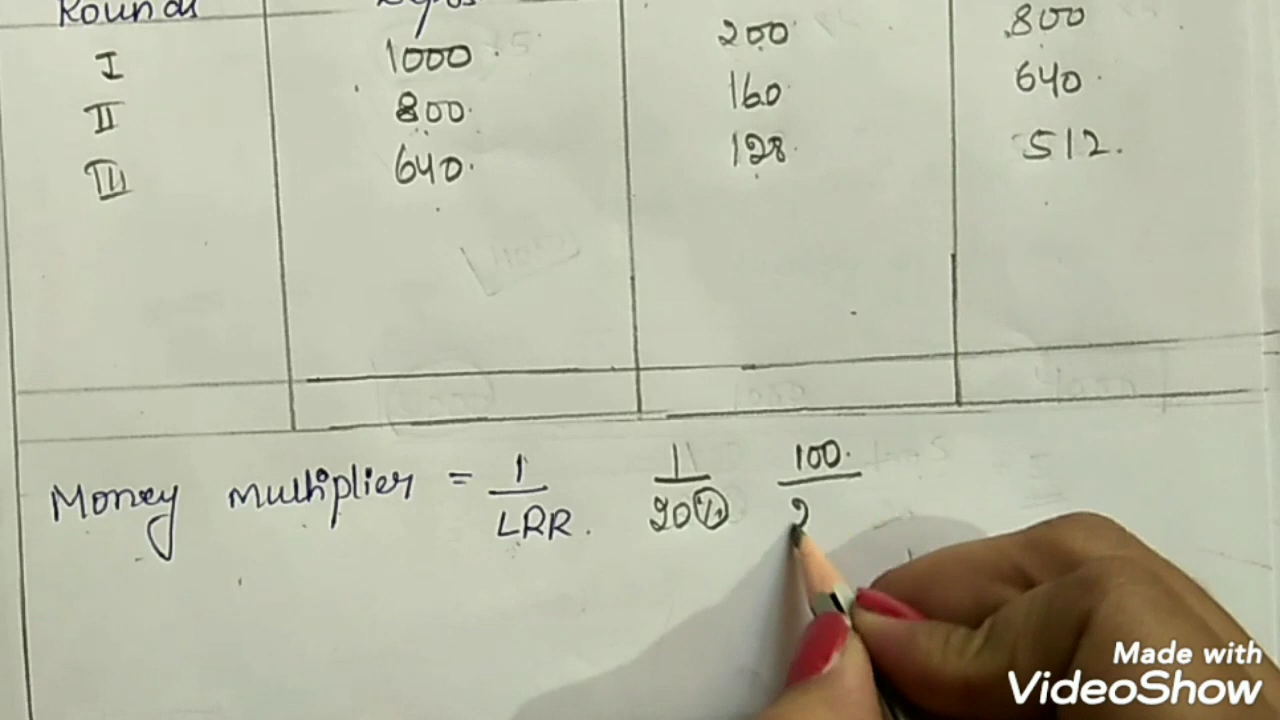 Rounds
I 1000 200 800
II 800 160 640
III 640 128 512
Money multiplier = 1/LRR. 1/20% 100/2
Made with
VideoShow